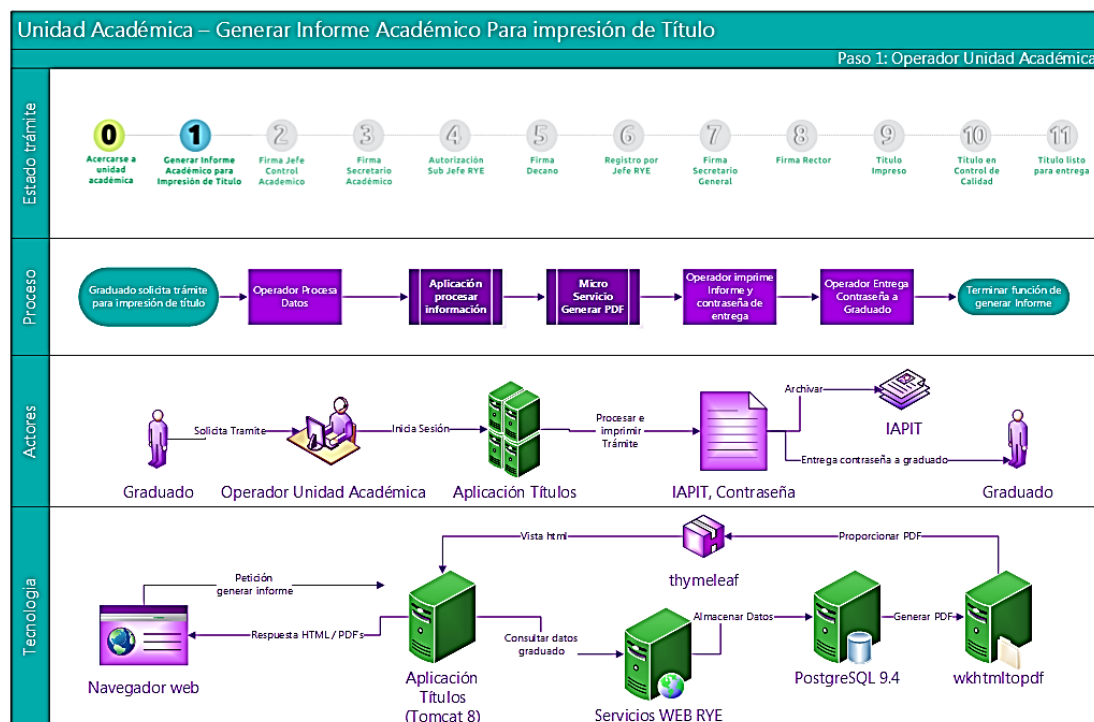 Unidad Académica – Generar Informe Académico Para impresión de Título
Paso 1: Operador Unidad Académica
Estado trámite
0
1
2
3
4
5
6
7
8
9
10
11
Acercarse a
unidad
académica
Generar Informe
Académico para
Impresión de Título
Firma Jefe
Control
Academico
Firma
Secretario
Académico
Autorización
Sub Jefe RYE
Firma
Decano
Registro por
Jefe RYE
Firma
Secretario
General
Firma Rector
Título
Impreso
Título en
Control de
Calidad
Título listo
para entrega
Proceso
Graduado solicita trámite
para impresión de título
Operador Procesa
Datos
Aplicación
procesar
información
Micro
Servicio
Generar PDF
Operador imprime
Informe y
contraseña de
entrega
Operador Entrega
Contraseña a
Graduado
Terminar función de
generar Informe
Actores
Solicita Tramite
Inicia Sesión
Procesar e
imprimir
Trámite
Archivar
IAPIT
Entrega contraseña a graduado
Graduado
Operador Unidad Académica
Aplicación Títulos
IAPIT, Contraseña
Graduado
Tecnologia
Vista html
thymeleaf
Proporcionar PDF
Petición
generar informe
Respuesta HTML / PDFs
Consultar datos
graduado
Almacenar Datos
Generar PDF
Navegador web
Aplicación
Títulos
(Tomcat 8)
Servicios WEB RYE
PostgreSQL 9.4
wkhtmltopdf